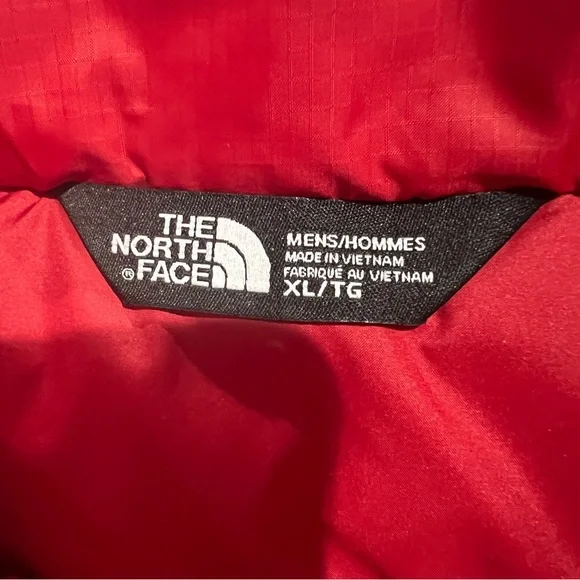 THE
NORTH
® FACE
MENS/HOMMES
MADE IN VIETNAM
FABRIQUÉ AU VIETNAM
XL/TG